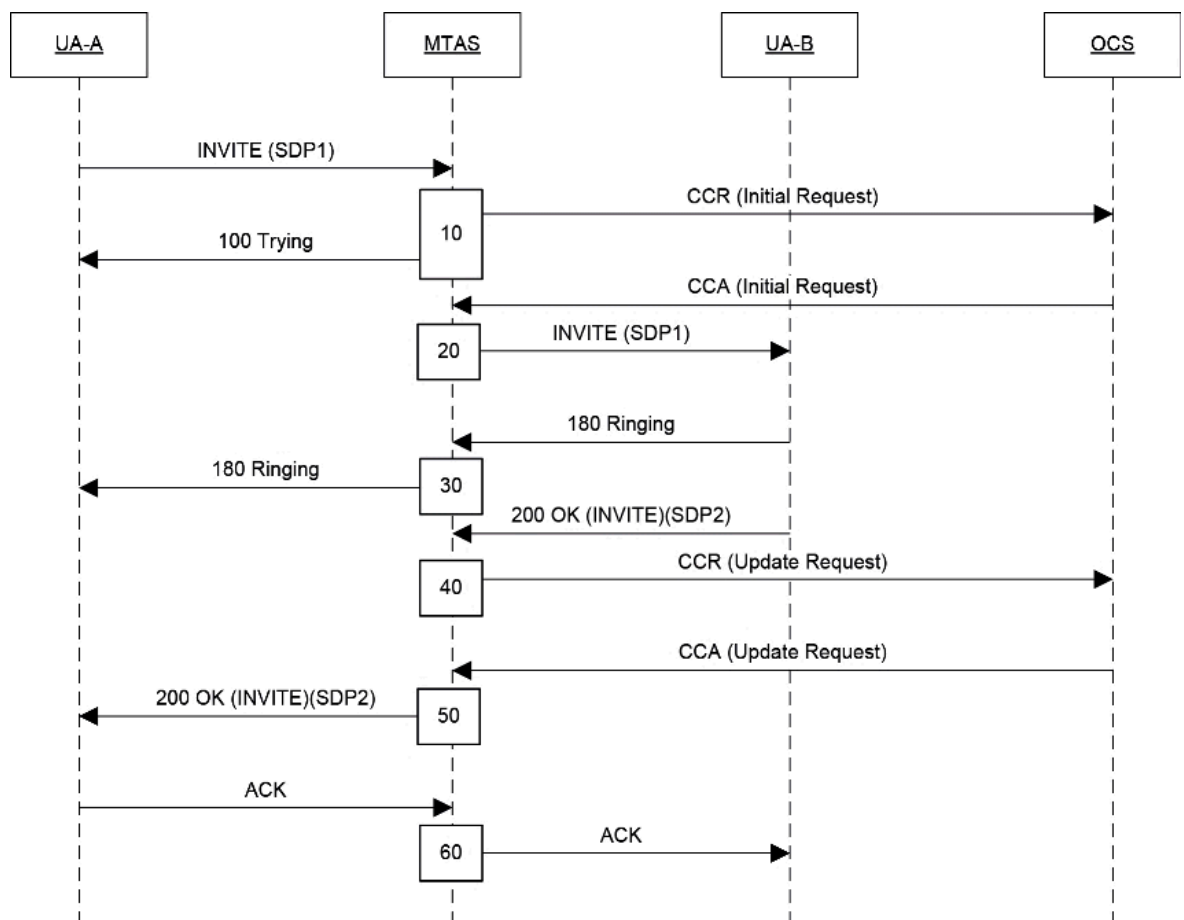 UA-A
MTAS
UA-B
OCS
INVITE (SDP1)
CCR (Initial Request)
10
100 Trying
CCA (Initial Request)
INVITE (SDP1)
20
180 Ringing
180 Ringing
30
200 OK (INVITE)(SDP2)
CCR (Update Request)
40
CCA (Update Request)
200 OK (INVITE)(SDP2)
50
ACK
ACK
60